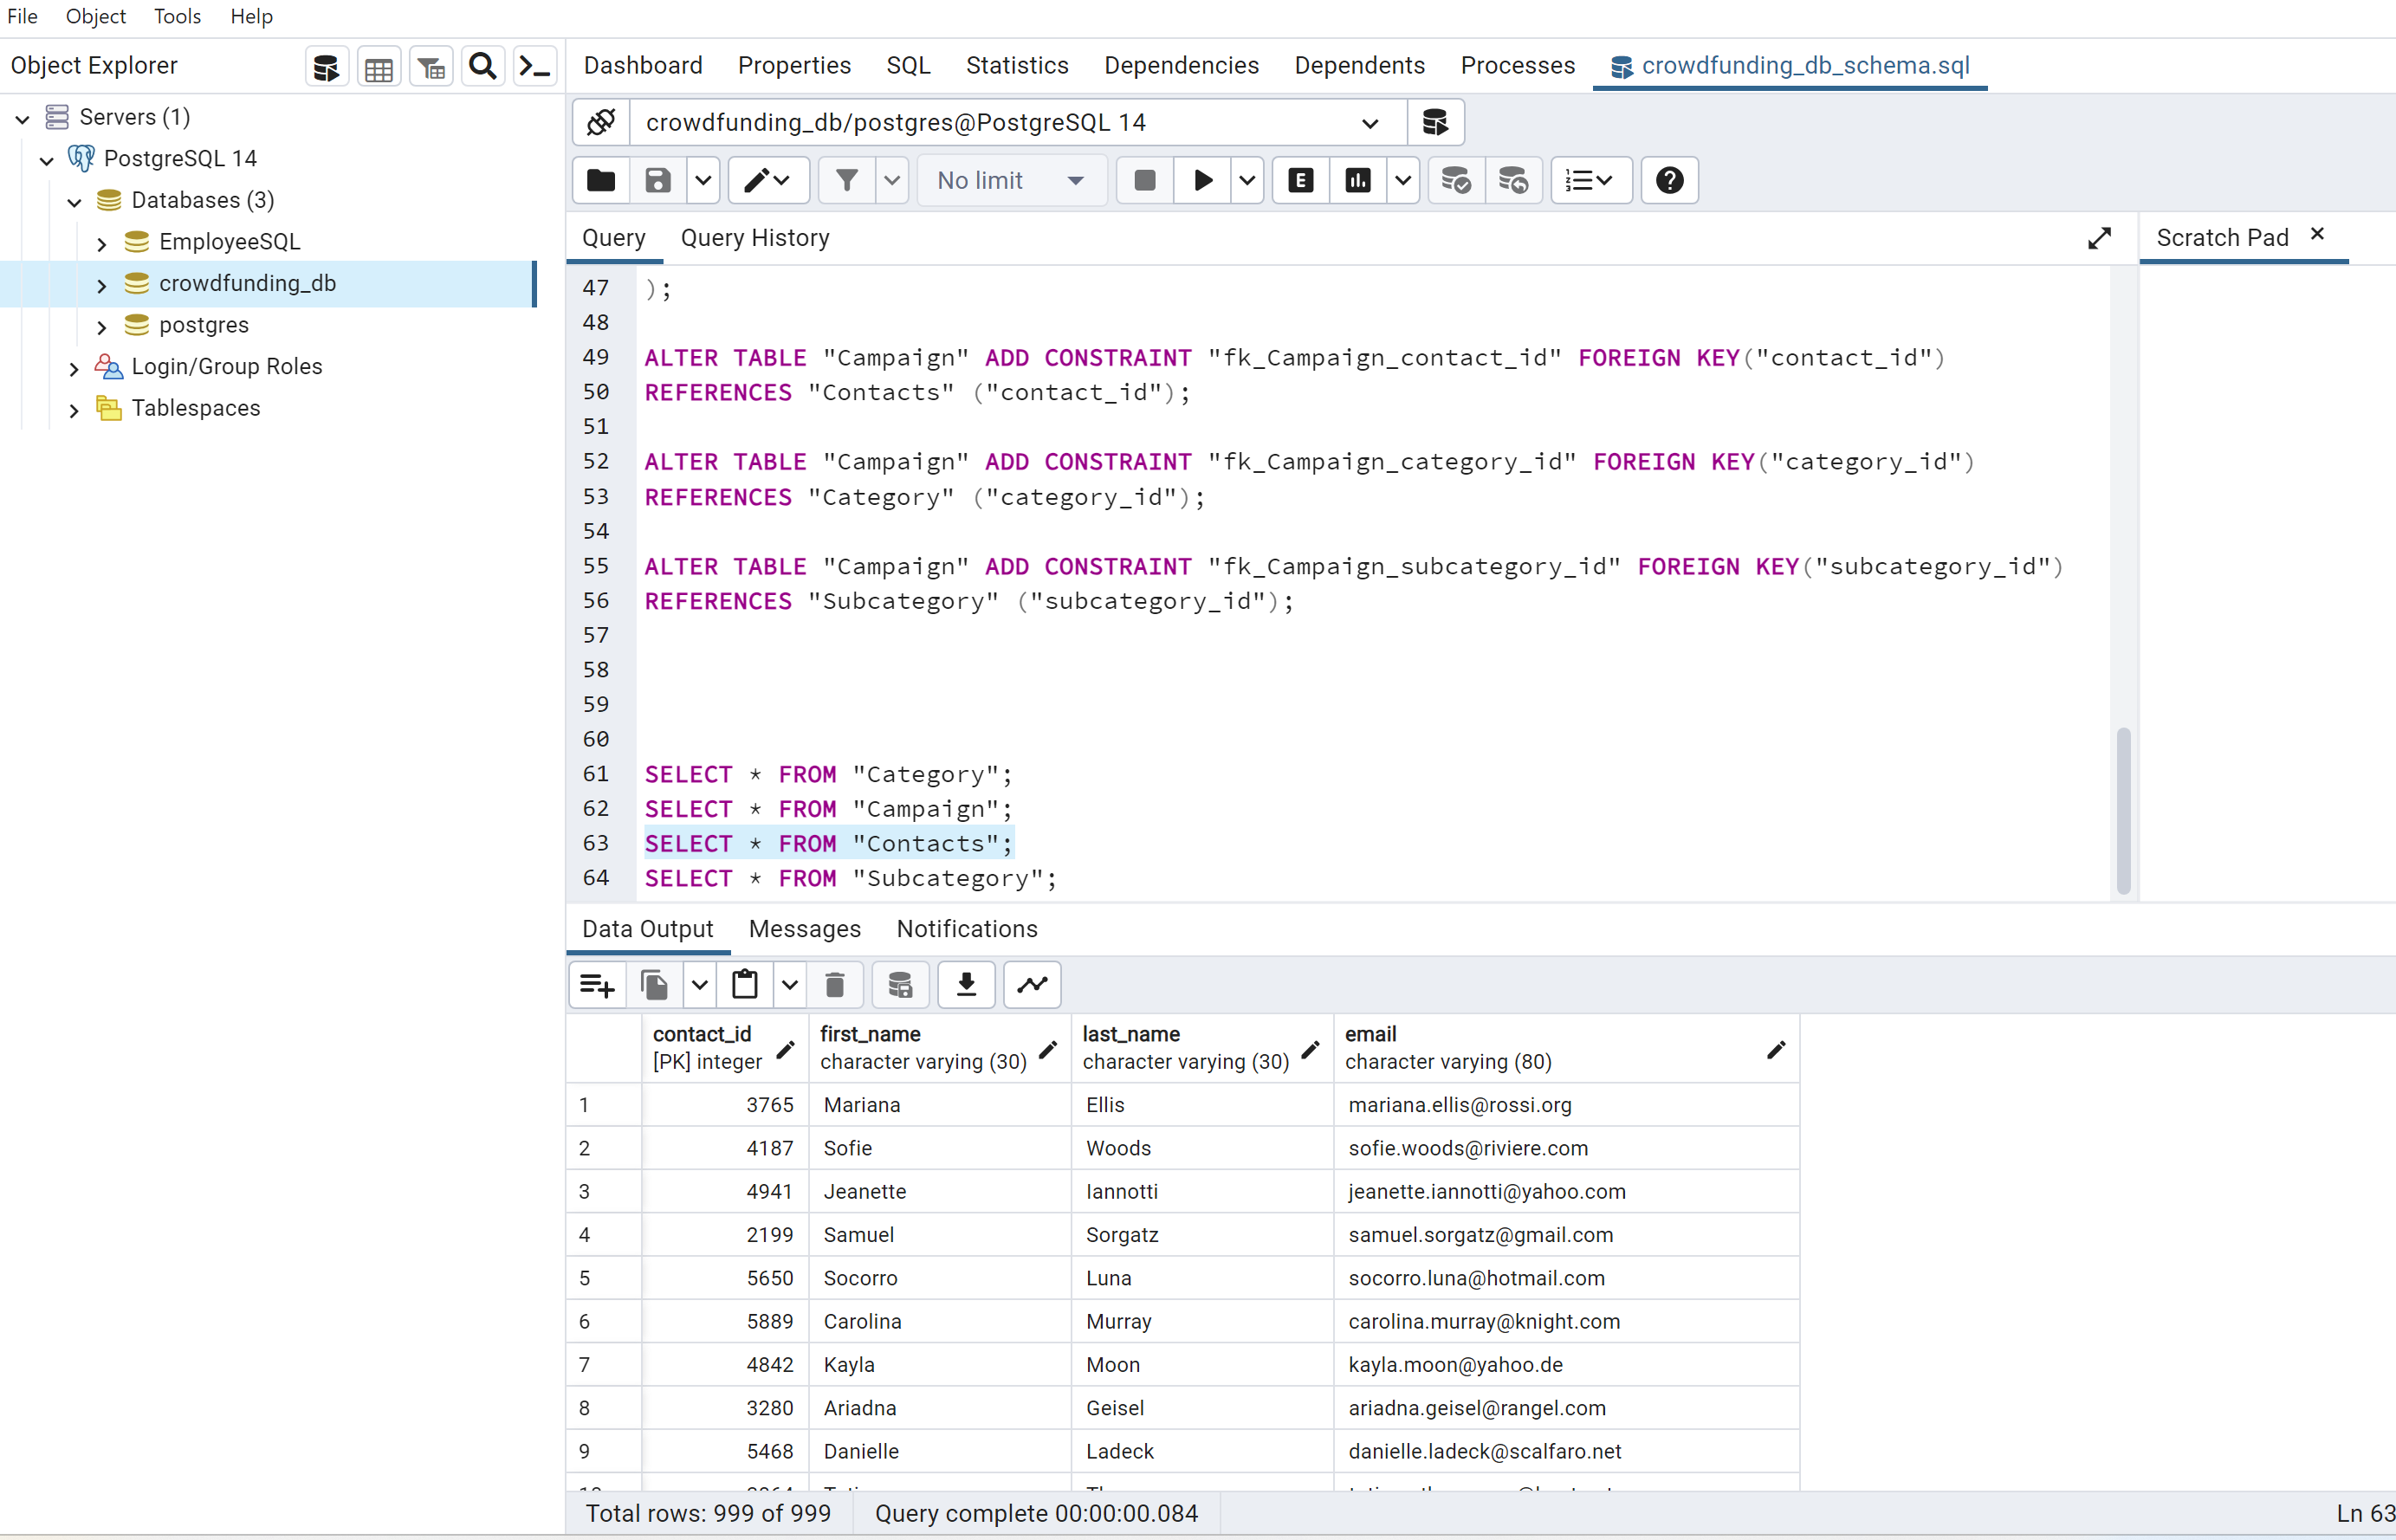 File Object Tools Help
Object Explorer
Dashboard Properties SQL Statistics Dependencies Dependents Processes crowdfunding_db_schema.sql
Servers (1)
PostgreSQL 14
Databases (3)
EmployeeSQL
crowdfunding_db
postgres
Login/Group Roles
Tablespaces
crowdfunding_db/postgres@PostgreSQL 14
No limit
Query Query History
Scratch Pad
47 );
48
49 ALTER TABLE "Campaign" ADD CONSTRAINT "fk_Campaign_contact_id" FOREIGN KEY("contact_id")
50 REFERENCES "Contacts" ("contact_id");
51
52 ALTER TABLE "Campaign" ADD CONSTRAINT "fk_Campaign_category_id" FOREIGN KEY("category_id")
53 REFERENCES "Category" ("category_id");
54
55 ALTER TABLE "Campaign" ADD CONSTRAINT "fk_Campaign_subcategory_id" FOREIGN KEY("subcategory_id")
56 REFERENCES "Subcategory" ("subcategory_id");
57
58
59
60
61 SELECT * FROM "Category";
62 SELECT * FROM "Campaign";
63 SELECT * FROM "Contacts";
64 SELECT * FROM "Subcategory";
Data Output Messages Notifications
contact_id first_name last_name email
[PK] integer character varying (30) character varying (30) character varying (80)
1 3765 Mariana Ellis mariana.ellis@rossi.org
2 4187 Sofie Woods sofie.woods@riviere.com
3 4941 Jeanette Iannotti jeanette.iannotti@yahoo.com
4 2199 Samuel Sorgatz samuel.sorgatz@gmail.com
5 5650 Socorro Luna socorro.luna@hotmail.com
6 5889 Carolina Murray carolina.murray@knight.com
7 4842 Kayla Moon kayla.moon@yahoo.de
8 3280 Ariadna Geisel ariadna.geisel@rangel.com
9 5468 Danielle Ladeck danielle.ladeck@scalfaro.net
Total rows: 999 of 999 Query complete 00:00:00.084 Ln 63